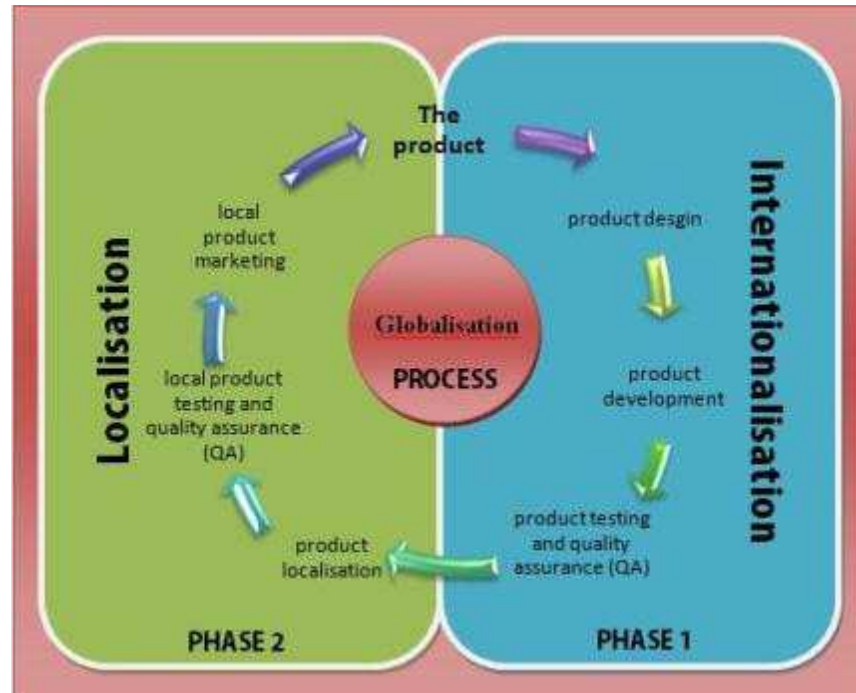 The
product
product desgin
product
development
product testing
and quality
assurance (QA)
product
localisation
local product
testing and
quality assurance
(QA)
local
product
marketing
Globalisation
PROCESS
Localisation
Internationalisation
PHASE 2
PHASE 1